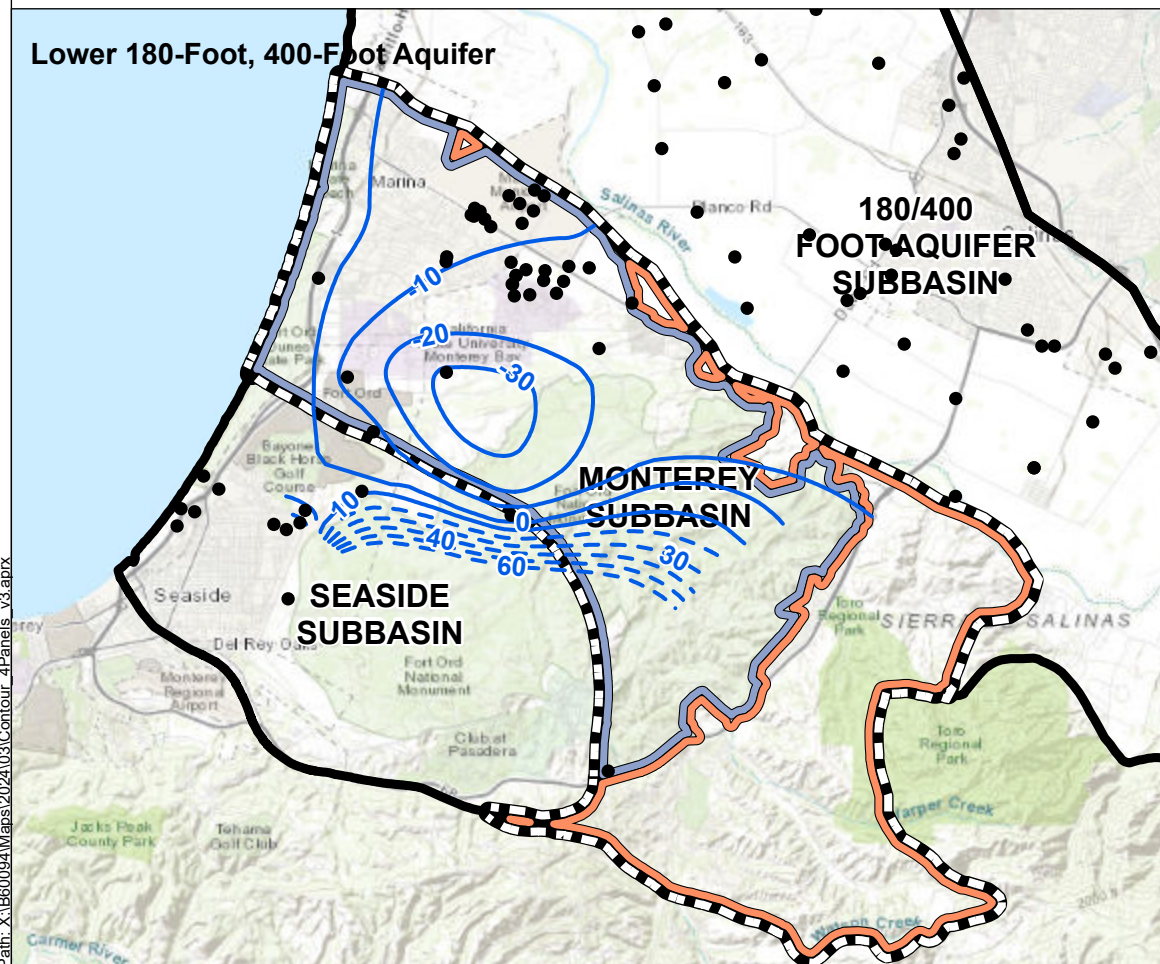 Lower 180-Foot, 400-Foot Aquifer
163
Marina
Salinas River
Blanco Rd
180/400
FOOT AQUIFER
SUBBASIN
Salinas
-10
-20
California
State University
Monterey Bay
-30
Fort Ord
Bayonet
Black Horse
Golf
Course
MONTEREY
SUBBASIN
-10
0
40
30
60
Seaside
SEASIDE
SUBBASIN
Del Rey Oaks
Monterey
Regional
Airport
Fort Ord
National
Monument
Toro
Regional
Park
SIERRA
SALINAS
Club at
Pasadera
Toro
Regional
Park
Harper Creek
Jacks Peak
County Park
Tehama
Golf Club
Watson Creek
2000 ft
Carmel River
Path: X:\B60094\Maps\2024\03\Contour_4Panels_v3.aprx